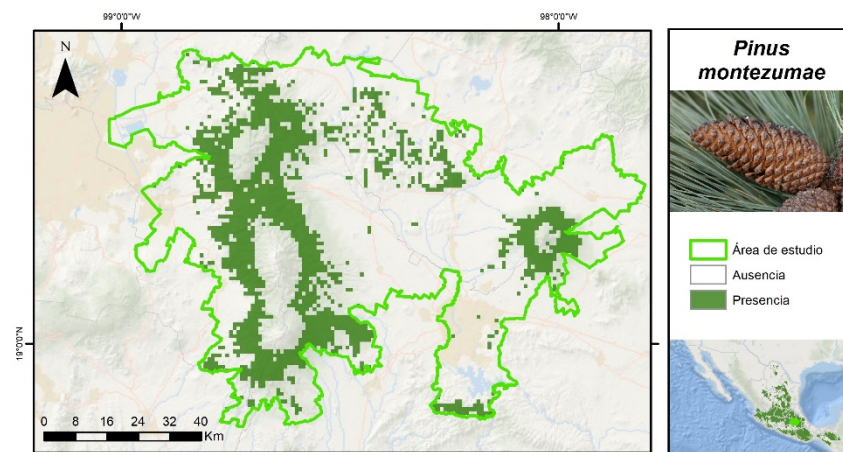 99°0'0"W
98°0'0"W
N
19°0'0"N
0 8 16 24 32 40
Km
Pinus
montezumae
Área de estudio
Ausencia
Presencia